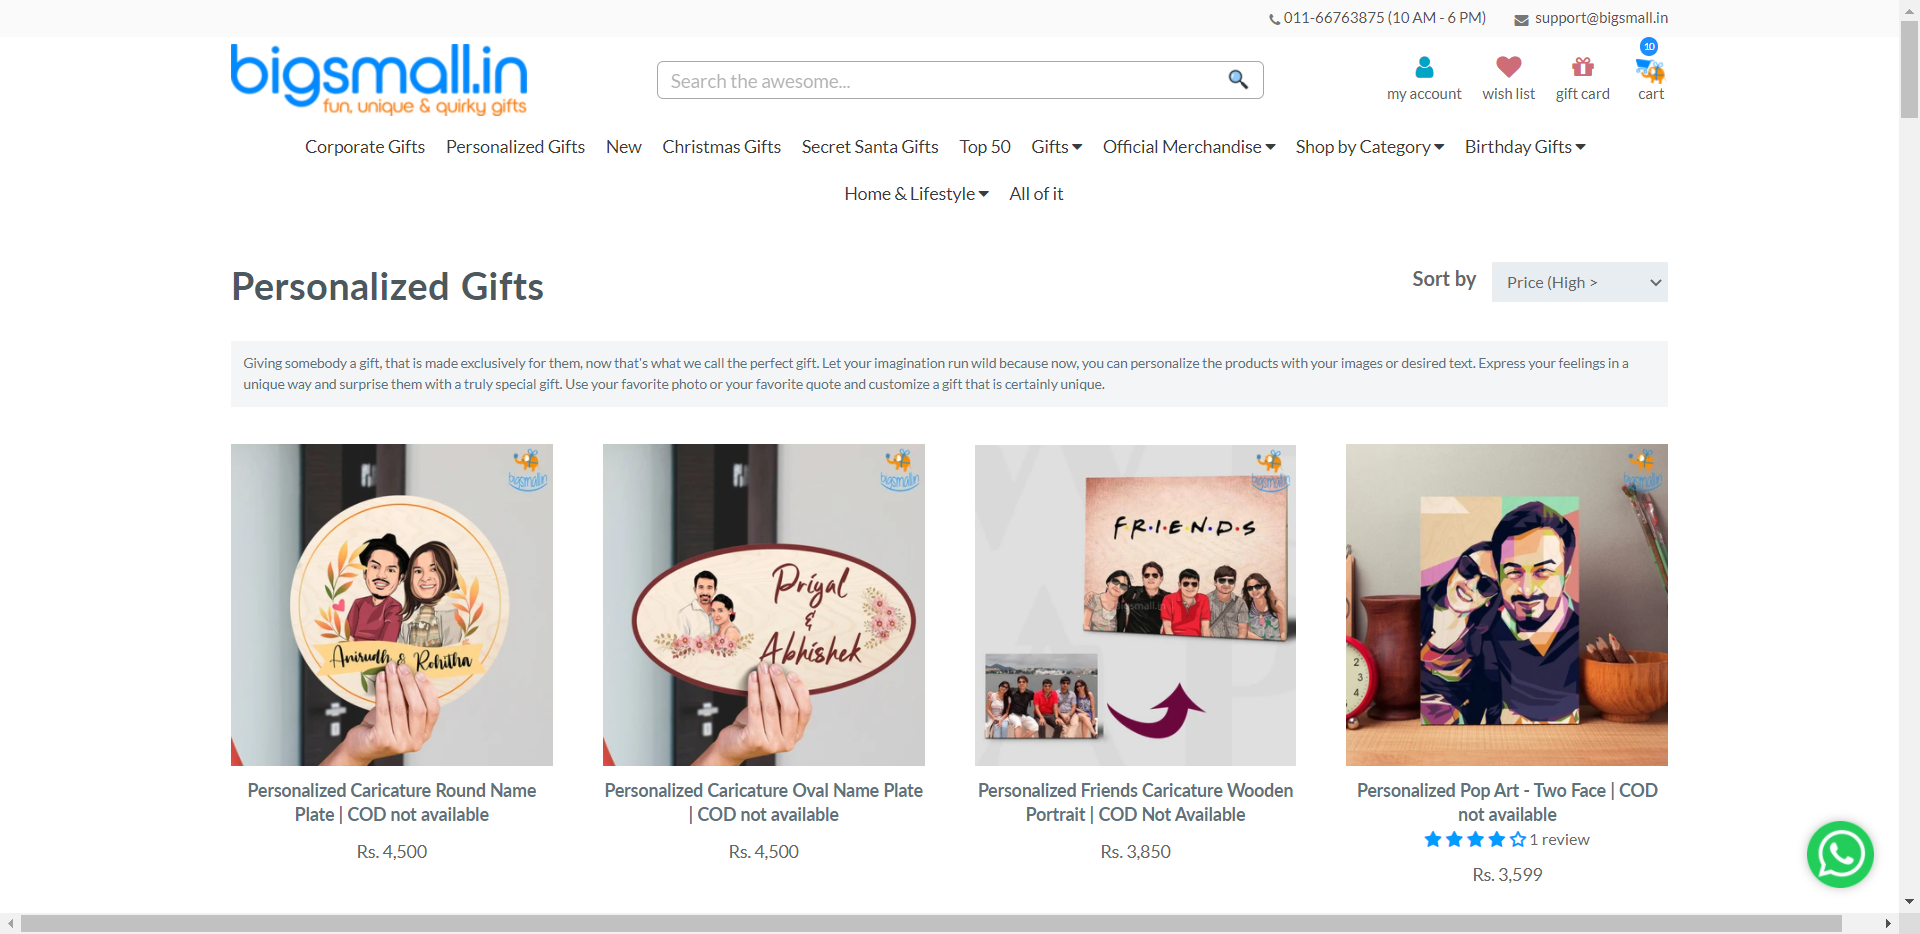 011-66763875 (10 AM - 6 PM) support@bigsmall.in
bigsmall.in
fun, unique & quirky gifts
Search the awesome...
10
my account wish list gift card cart
Corporate Gifts Personalized Gifts New Christmas Gifts Secret Santa Gifts Top 50 Gifts Official Merchandise Shop by Category Birthday Gifts
Home & Lifestyle All of it
Personalized Gifts
Sort by Price (High >
Giving somebody a gift, that is made exclusively for them, now that's what we call the perfect gift. Let your imagination run wild because now, you can personalize the products with your images or desired text. Express your feelings in a
unique way and surprise them with a truly special gift. Use your favorite photo or your favorite quote and customize a gift that is certainly unique.
bigsmall.in
Anirudh & Rohitha
bigsmall.in
Priyal
&
Abhishek
bigsmall.in
F·R·I·E·N·D·S
bigsmall.in
bigsmall.in
2
3
4
Personalized Caricature Round Name
Plate | COD not available
Rs. 4,500
Personalized Caricature Oval Name Plate
| COD not available
Rs. 4,500
Personalized Friends Caricature Wooden
Portrait | COD Not Available
Rs. 3,850
Personalized Pop Art - Two Face | COD
not available
1 review
Rs. 3,599